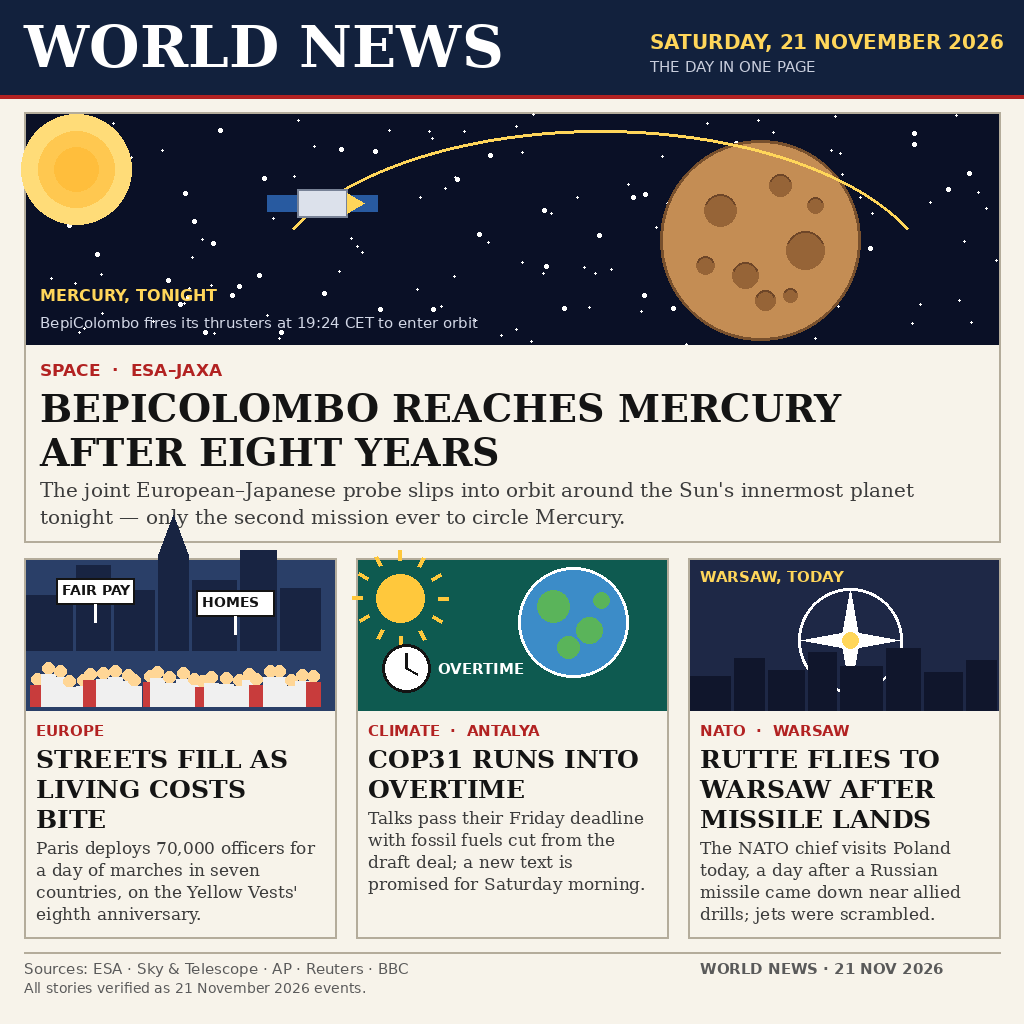 WORLD NEWS
SATURDAY, 21 NOVEMBER 2026
THE DAY IN ONE PAGE
MERCURY, TONIGHT
BepiColombo fires its thrusters at 19:24 CET to enter orbit
SPACE · ESA–JAXA
BEPICOLOMBO REACHES MERCURY
AFTER EIGHT YEARS
The joint European–Japanese probe slips into orbit around the Sun's innermost planet
tonight — only the second mission ever to circle Mercury.
FAIR PAY
HOMES
EUROPE
STREETS FILL AS
LIVING COSTS
BITE
Paris deploys 70,000 officers for
a day of marches in seven
countries, on the Yellow Vests'
eighth anniversary.
OVERTIME
CLIMATE · ANTALYA
COP31 RUNS INTO
OVERTIME
Talks pass their Friday deadline
with fossil fuels cut from the
draft deal; a new text is
promised for Saturday morning.
WARSAW, TODAY
NATO · WARSAW
RUTTE FLIES TO
WARSAW AFTER
MISSILE LANDS
The NATO chief visits Poland
today, a day after a Russian
missile came down near allied
drills; jets were scrambled.
Sources: ESA · Sky & Telescope · AP · Reuters · BBC
All stories verified as 21 November 2026 events.
WORLD NEWS · 21 NOV 2026